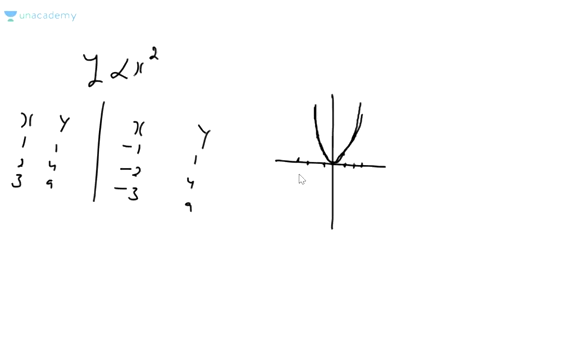 unacademy
y ∝ x²
x y
1 1
2 4
3 9
x y
-1 1
-2 4
-3 9